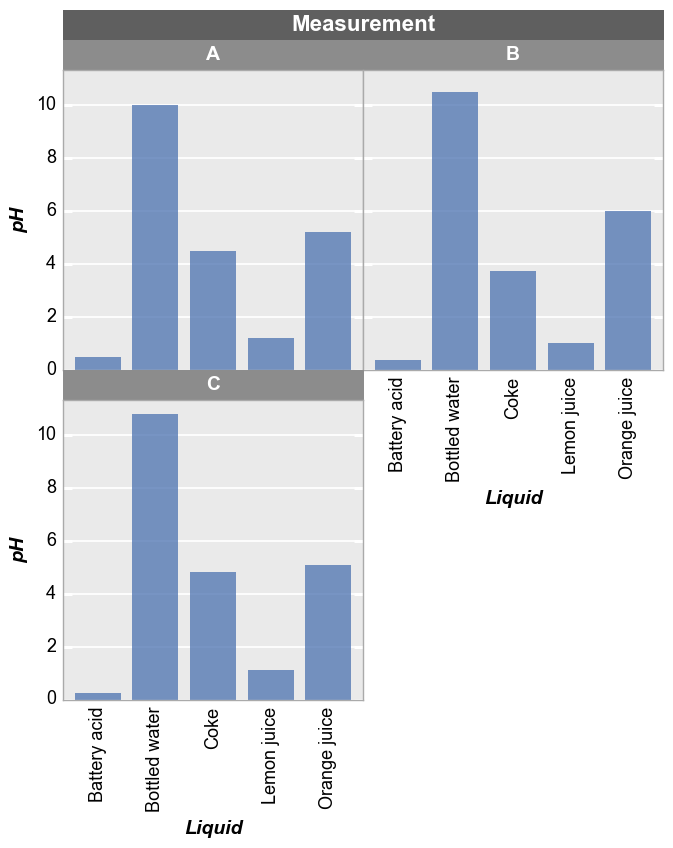 Measurement
A
B
10
8
6
4
2
0
pH
Battery acid
Bottled water
Coke
Lemon juice
Orange juice
Liquid
C
10
8
6
4
2
0
pH
Battery acid
Bottled water
Coke
Lemon juice
Orange juice
Liquid